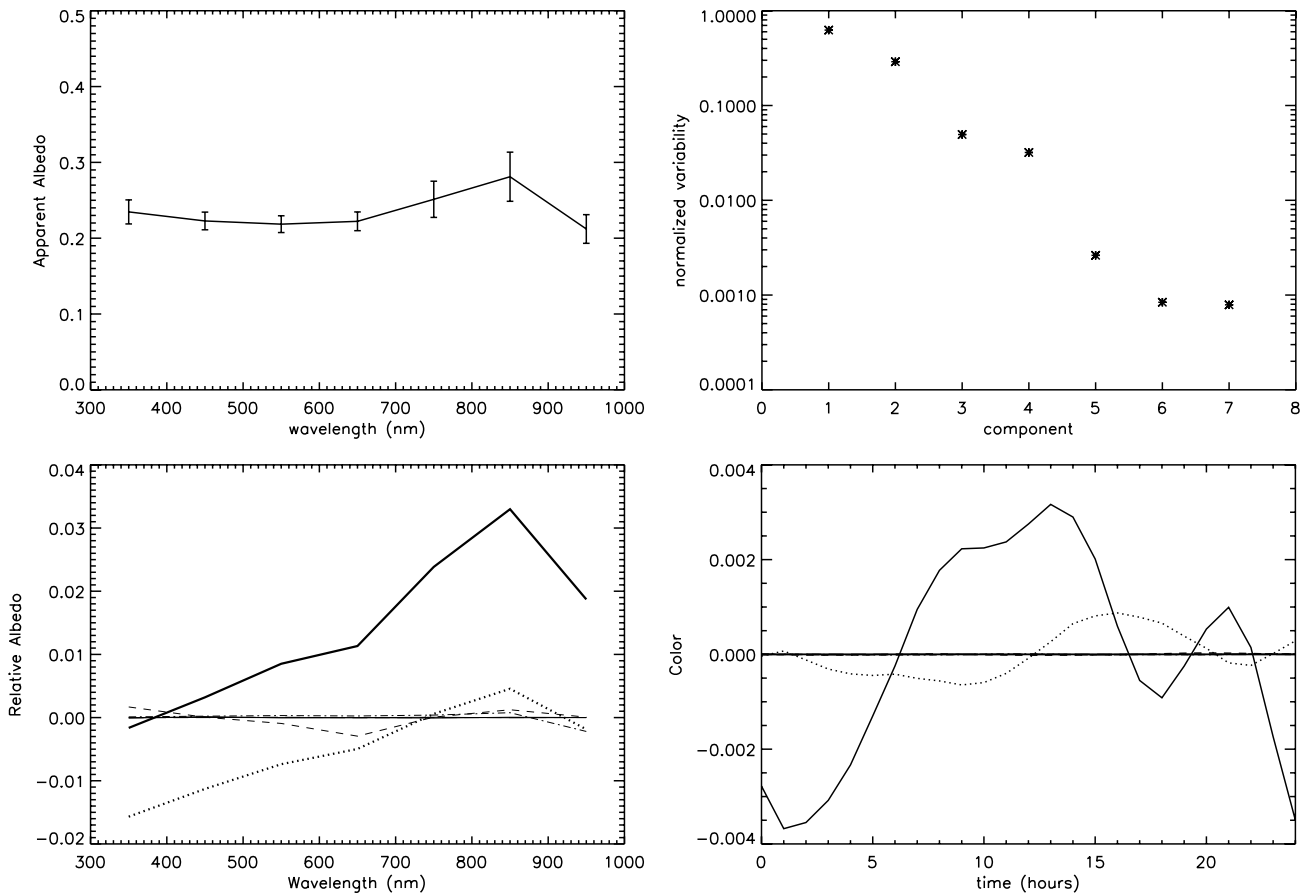 0.5
0.4
0.3
0.2
0.1
0.0
Apparent Albedo
300 400 500 600 700 800 900 1000
wavelength (nm)
1.0000
0.1000
0.0100
0.0010
0.0001
normalized variability
0 1 2 3 4 5 6 7 8
component
0.04
0.03
0.02
0.01
0.00
−0.01
−0.02
Relative Albedo
300 400 500 600 700 800 900 1000
Wavelength (nm)
0.004
0.002
0.000
−0.002
−0.004
Color
0 5 10 15 20
time (hours)